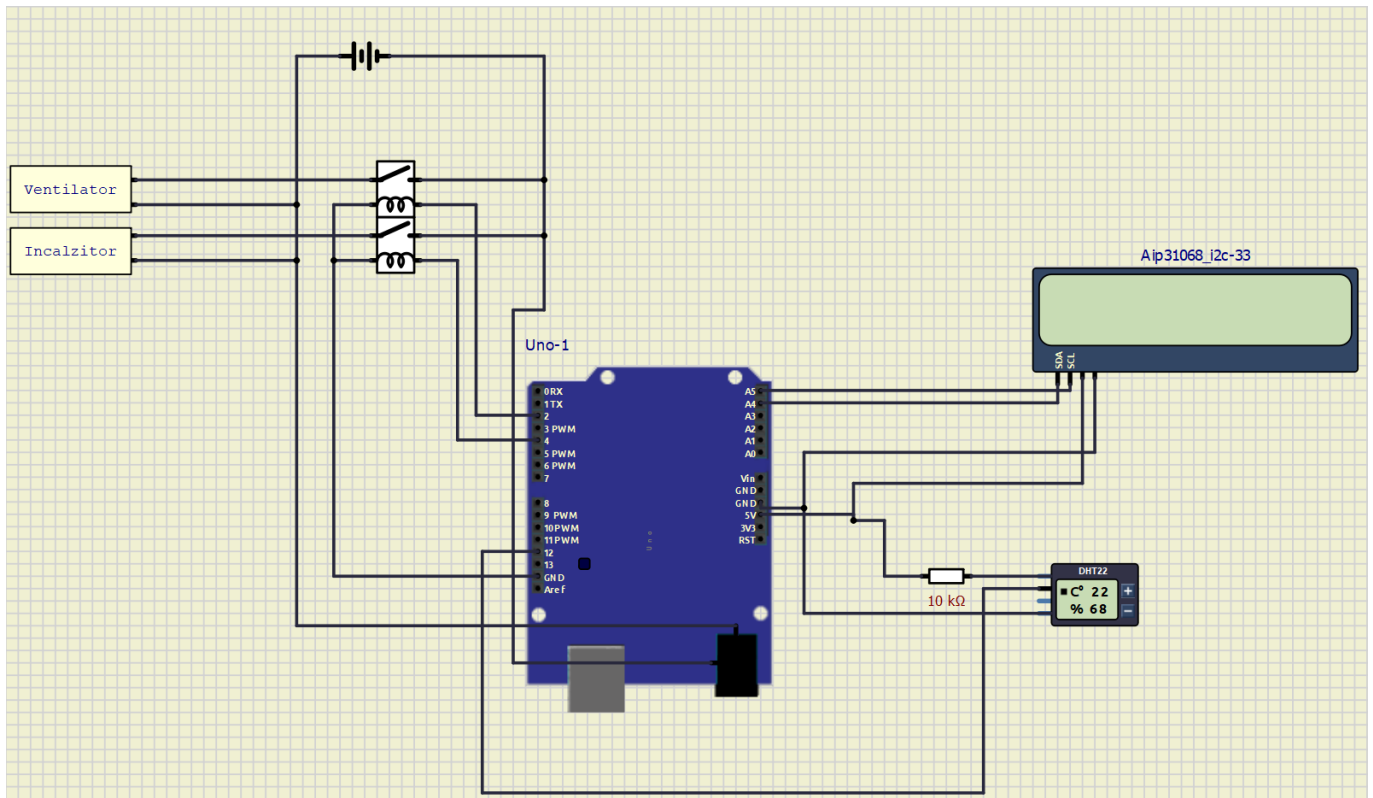 Ventilator
Incalzitor
Aip31068_i2c-33
SDA
SCL
Uno-1
0RX
1TX
2
3 PWM
4
5 PWM
6 PWM
7
8
9 PWM
10PWM
11PWM
12
13
GND
Aref
A5
A4
A3
A2
A1
A0
Vin
GND
GND
5V
3V3
RST
Uno
10 kΩ
DHT22
C° 22
% 68
+
−